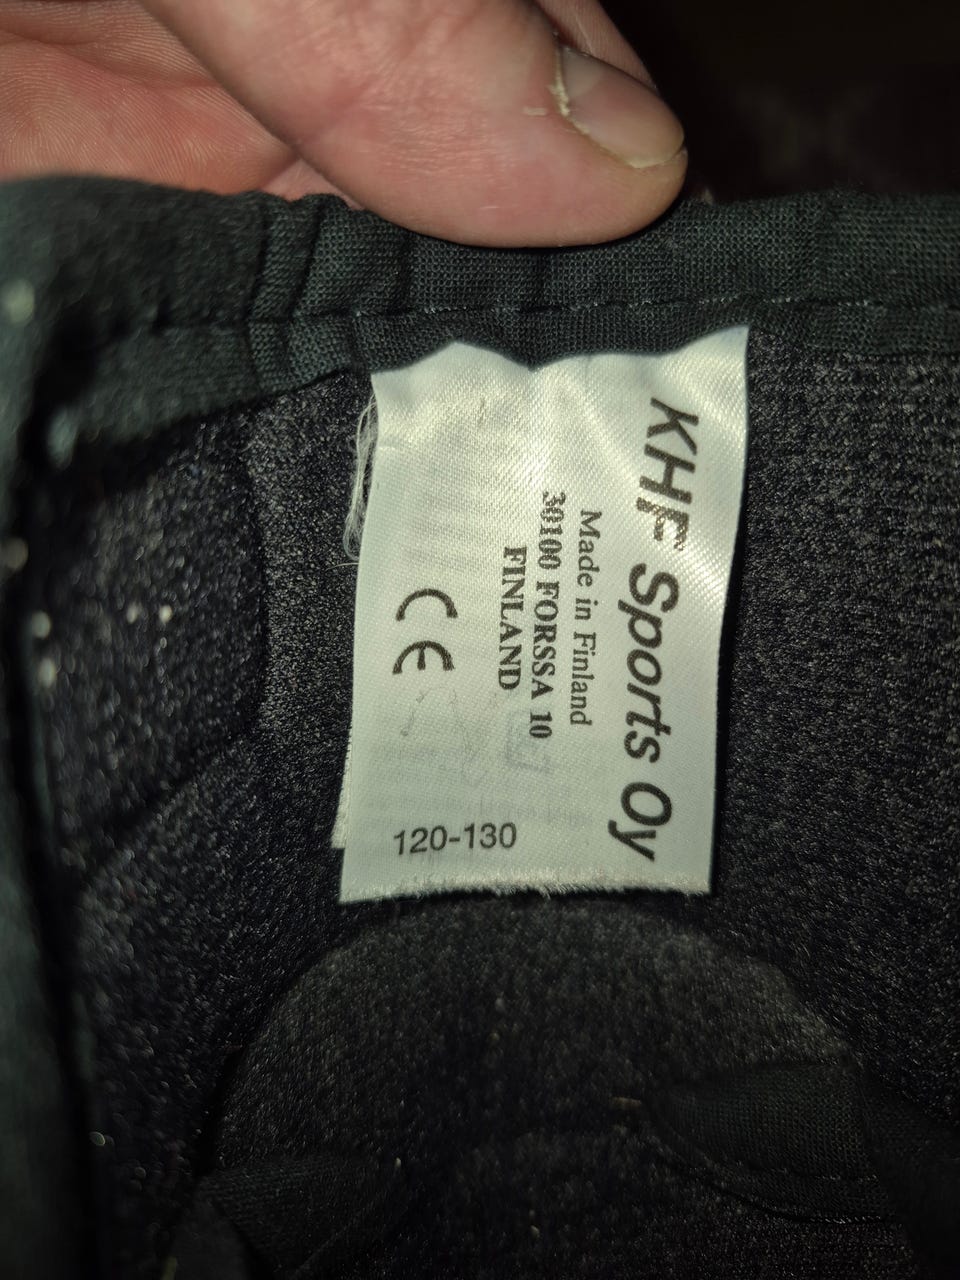 KHF Sports Oy
Made in Finland
30100 FORSSA 10
FINLAND
CE
120-130